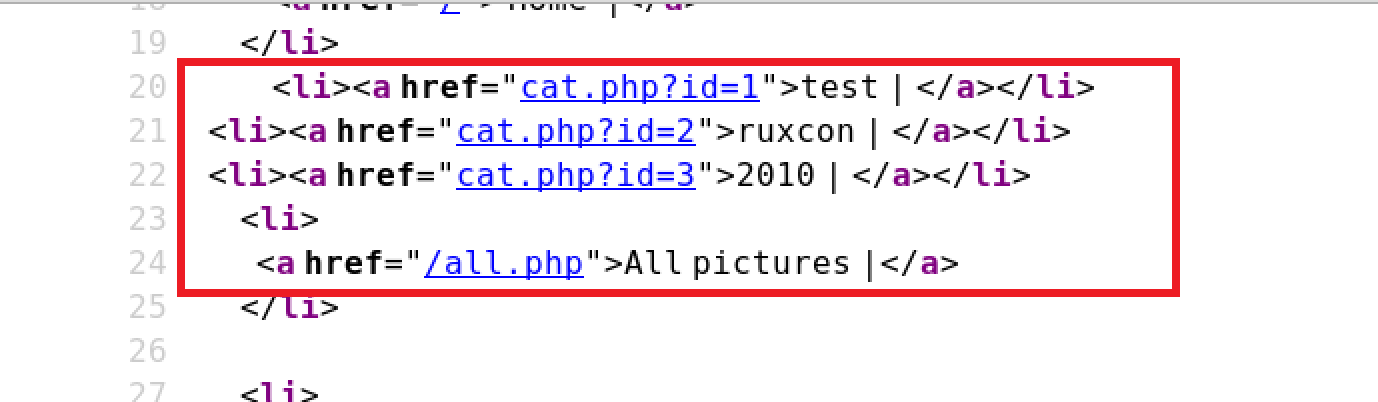 18 <a href="/">Home |</a>
19 </li>
20 <li><a href="cat.php?id=1">test | </a></li>
21 <li><a href="cat.php?id=2">ruxcon | </a></li>
22 <li><a href="cat.php?id=3">2010 | </a></li>
23 <li>
24 <a href="/all.php">All pictures |</a>
25 </li>
26
27 <li>